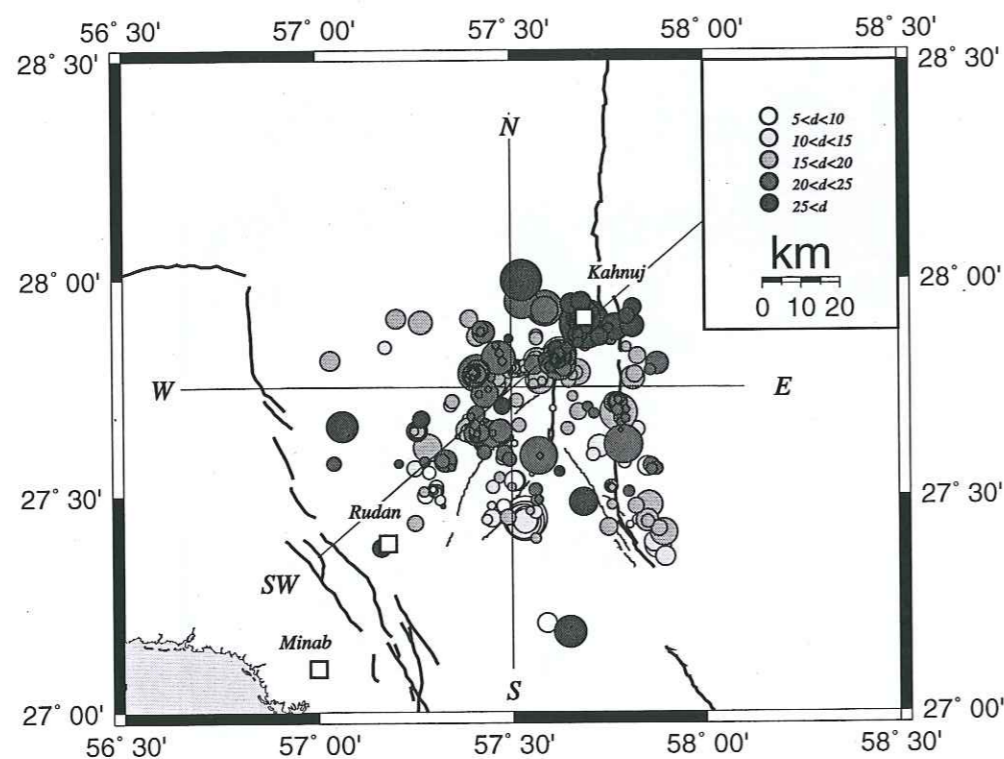 56° 30' 57° 00' 57° 30' 58° 00' 58° 30'
28° 30' 28° 30'
5<d<10
10<d<15
15<d<20
20<d<25
25<d
km
0 10 20
N
Kahnuj
28° 00' 28° 00'
W E
27° 30' 27° 30'
Rudan
SW
Minab
S
27° 00' 27° 00'
56° 30' 57° 00' 57° 30' 58° 00' 58° 30'